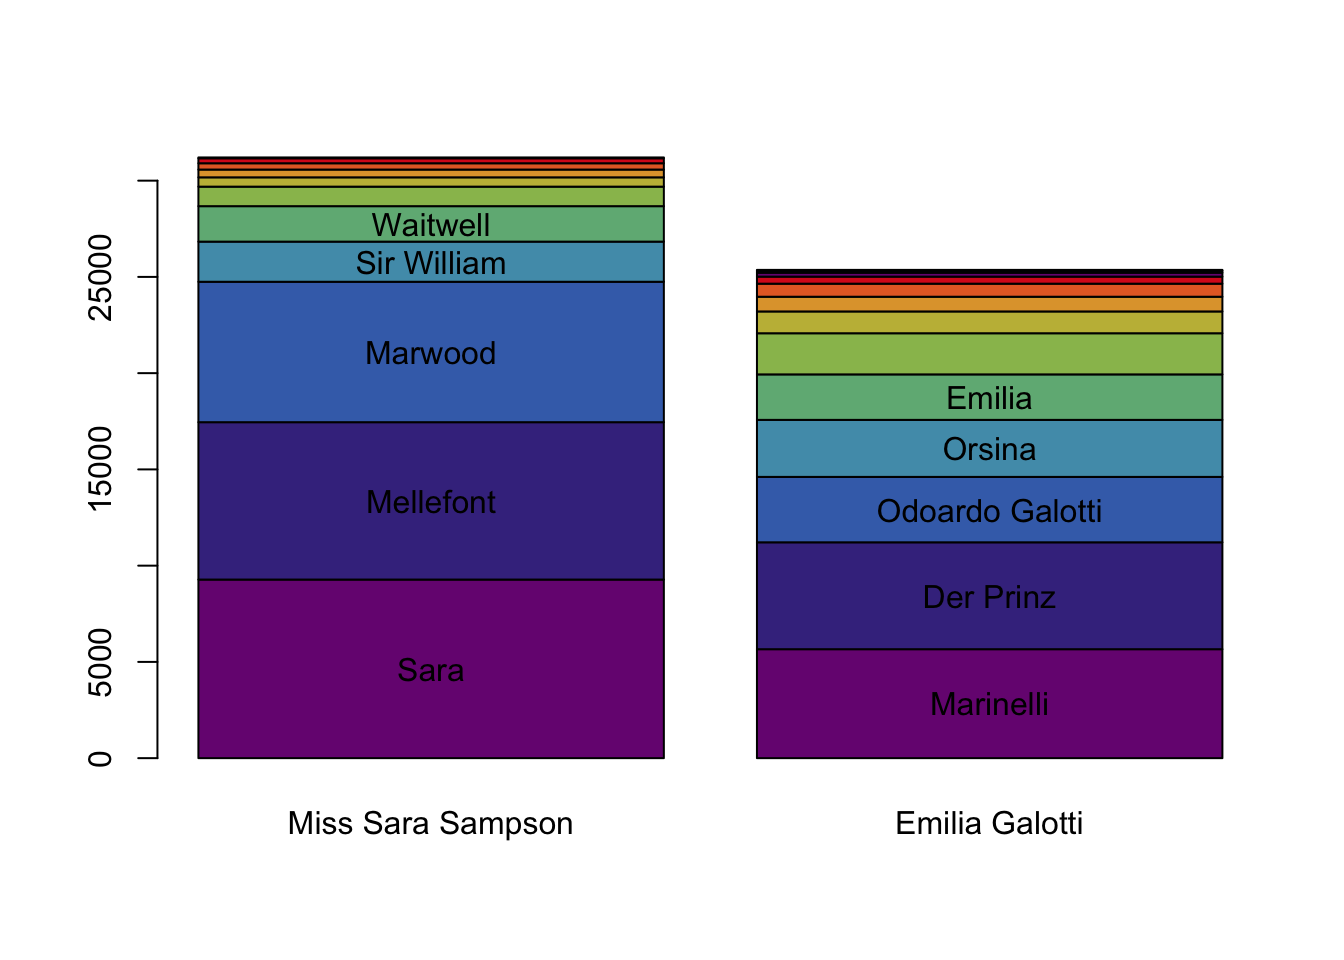 25000
15000
5000
0
Waitwell
Sir William
Marwood
Mellefont
Sara
Miss Sara Sampson
Emilia
Orsina
Odoardo Galotti
Der Prinz
Marinelli
Emilia Galotti